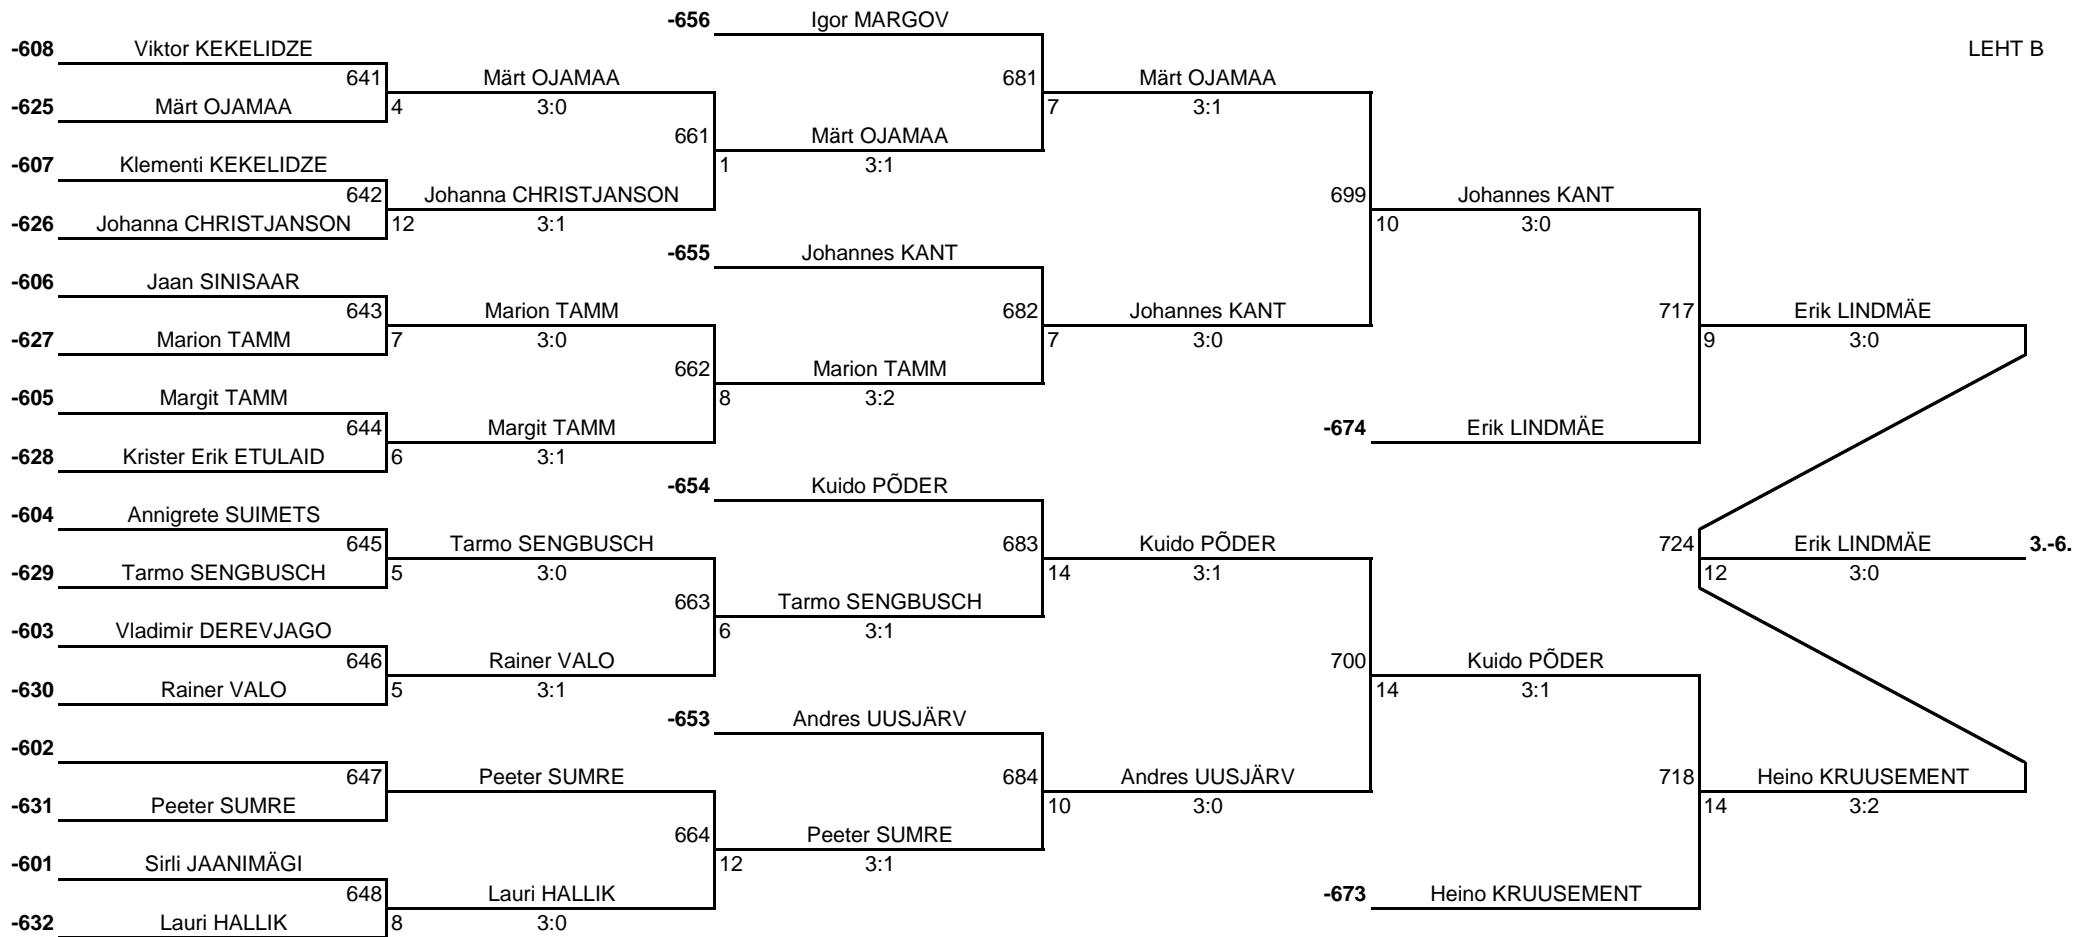 -656 Igor MARGOV
-608 Viktor KEKELIDZE LEHT B
641 Märt OJAMAA 681 Märt OJAMAA
-625 Märt OJAMAA 4 3:0 7 3:1
661 Märt OJAMAA
-607 Klementi KEKELIDZE 1 3:1
642 Johanna CHRISTJANSON 699 Johannes KANT
-626 Johanna CHRISTJANSON 12 3:1 10 3:0
-655 Johannes KANT
-606 Jaan SINISAAR
643 Marion TAMM 682 Johannes KANT 717 Erik LINDMÄE
-627 Marion TAMM 7 3:0 7 3:0 9 3:0
662 Marion TAMM
-605 Margit TAMM 8 3:2
644 Margit TAMM -674 Erik LINDMÄE
-628 Krister Erik ETULAID 6 3:1
-654 Kuido PÕDER
-604 Annigrete SUIMETS
645 Tarmo SENGBUSCH 683 Kuido PÕDER 724 Erik LINDMÄE 3.-6.
-629 Tarmo SENGBUSCH 5 3:0 14 3:1 12 3:0
663 Tarmo SENGBUSCH
-603 Vladimir DEREVJAGO 6 3:1
646 Rainer VALO 700 Kuido PÕDER
-630 Rainer VALO 5 3:1 14 3:1
-653 Andres UUSJÄRV
-602
647 Peeter SUMRE 684 Andres UUSJÄRV 718 Heino KRUUSEMENT
-631 Peeter SUMRE 10 3:0 14 3:2
664 Peeter SUMRE
-601 Sirli JAANIMÄGI 12 3:1
648 Lauri HALLIK -673 Heino KRUUSEMENT
-632 Lauri HALLIK 8 3:0